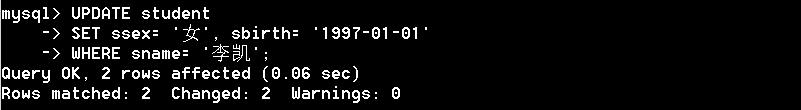 mysql> UPDATE student
    -> SET ssex= '女', sbirth= '1997-01-01'
    -> WHERE sname= '李凯';
Query OK, 2 rows affected (0.06 sec)
Rows matched: 2  Changed: 2  Warnings: 0